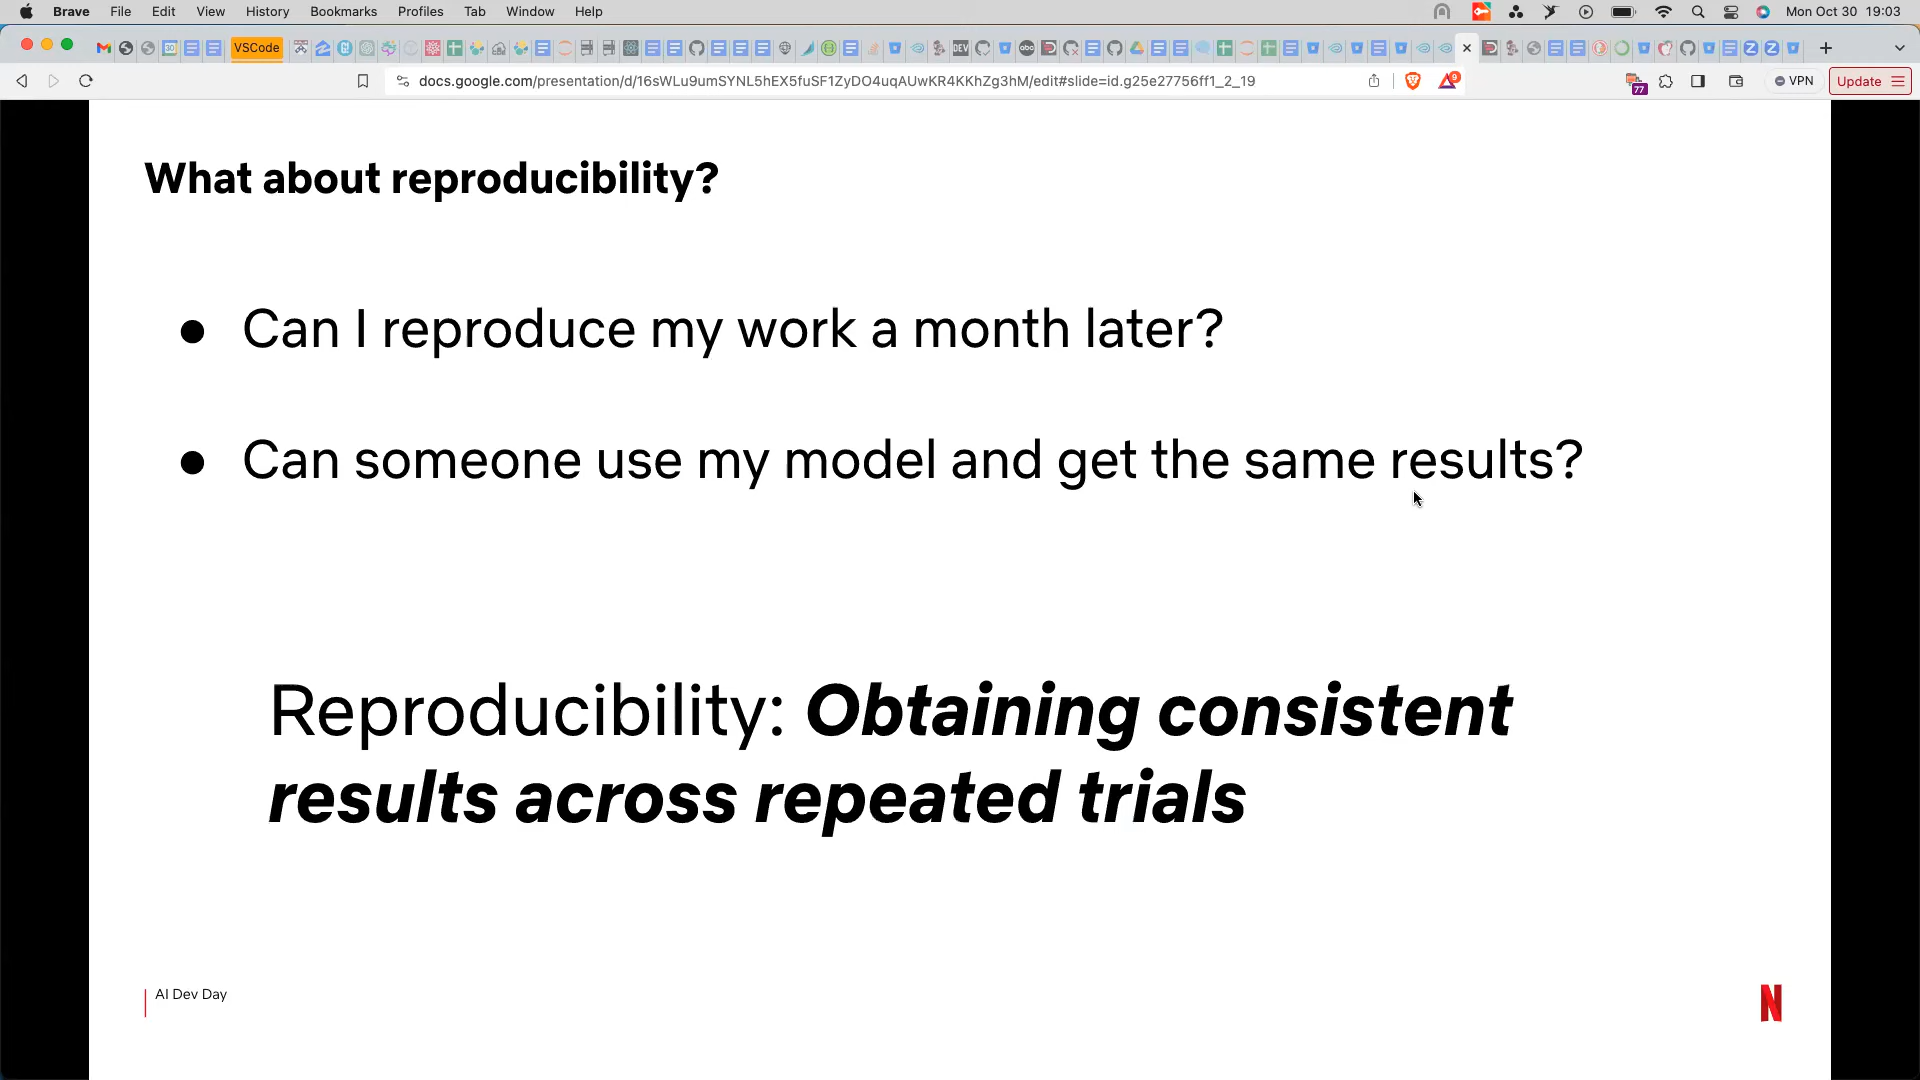 Brave File Edit View History Bookmarks Profiles Tab Window Help Mon Oct 30 19:03
VSCode
docs.google.com/presentation/d/16sWLu9umSYNL5hEX5fuSF1ZyDO4uqAUwKR4KKhZg3hM/edit#slide=id.g25e27756ff1_2_19 9 77 VPN Update
What about reproducibility?
● Can I reproduce my work a month later?
● Can someone use my model and get the same results?
Reproducibility: Obtaining consistent
results across repeated trials
AI Dev Day
N